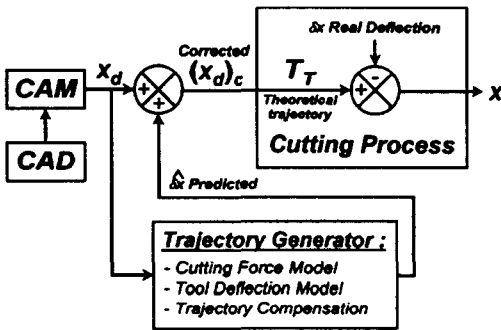 δx Real Deflection
Corrected
CAM
x_d
+
+
(x_d)_c
T_T
+
-
x
Theoretical
trajectory
Cutting Process
CAD
δ̂x Predicted
Trajectory Generator :
- Cutting Force Model
- Tool Deflection Model
- Trajectory Compensation